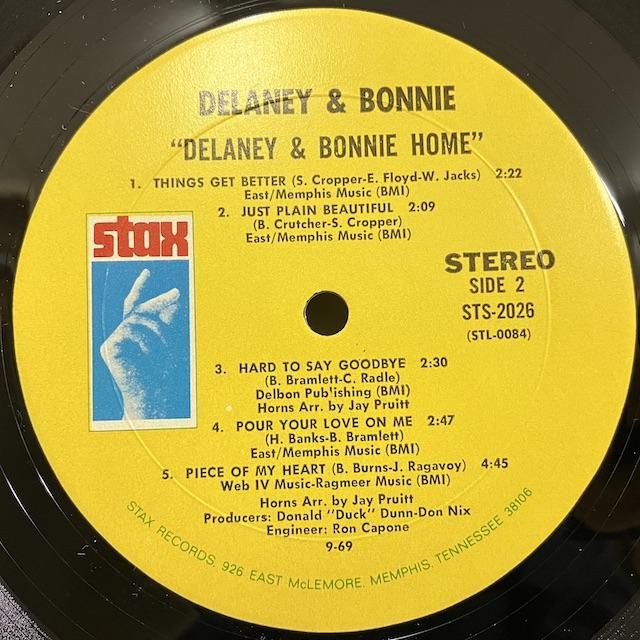 DELANEY & BONNIE
"DELANEY & BONNIE HOME"
1. THINGS GET BETTER (S. Cropper-E. Floyd-W. Jacks) 2:22
East/Memphis Music (BMI)
2. JUST PLAIN BEAUTIFUL 2:09
(B. Crutcher-S. Cropper)
East/Memphis Music (BMI)
stax
STEREO
SIDE 2
STS-2026
(STL-0084)
3. HARD TO SAY GOODBYE 2:30
(B. Bramlett-C. Radle)
Delbon Pub'ishing (BMI)
Horns Arr. by Jay Pruitt
4. POUR YOUR LOVE ON ME 2:47
(H. Banks-B. Bramlett)
East/Memphis Music (BMI)
5. PIECE OF MY HEART (B. Burns-J. Ragavoy) 4:45
Web IV Music-Ragmeer Music (BMI)
Horns Arr. by Jay Pruitt
Producers: Donald "Duck" Dunn-Don Nix
Engineer: Ron Capone
9-69
STAX RECORDS, 926 EAST McLEMORE, MEMPHIS, TENNESSEE 38106